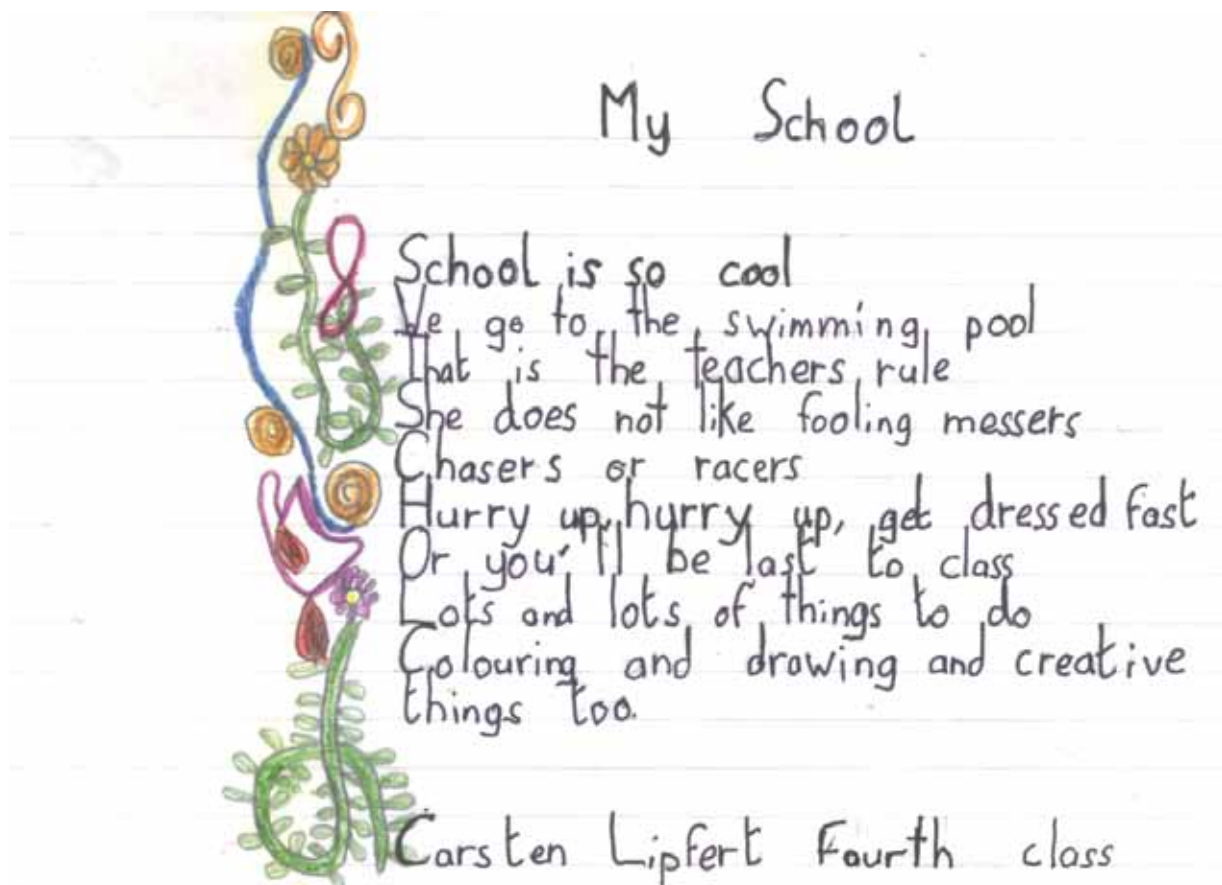 My School
School is so cool
We go to the swimming pool
That is the teachers rule
She does not like fooling messers
Chasers or racers
Hurry up, hurry up, get dressed fast
Or you'll be last to class
Lots and lots of things to do
Colouring and drawing and creative
things too.
Carsten Lipfert Fourth class